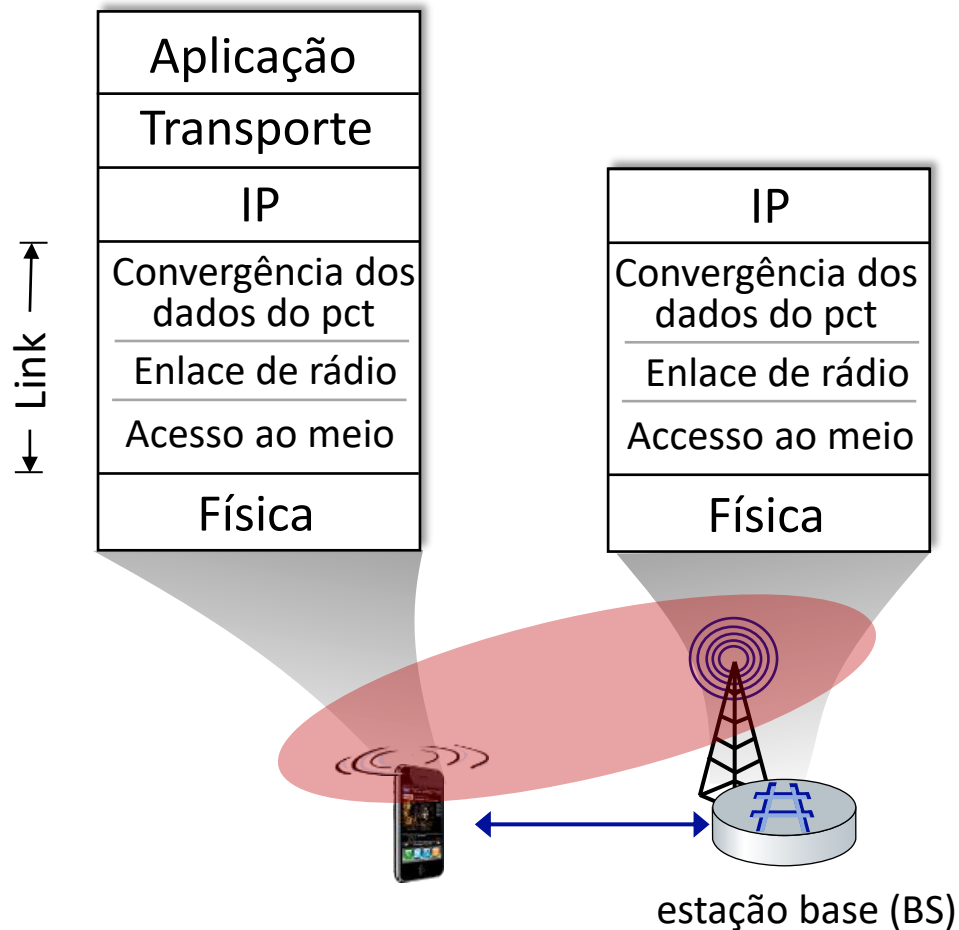 Aplicação
Transporte
IP
Convergência dos
dados do pct
Enlace de rádio
Acesso ao meio
Física
Link
IP
Convergência dos
dados do pct
Enlace de rádio
Accesso ao meio
Física
estação base (BS)